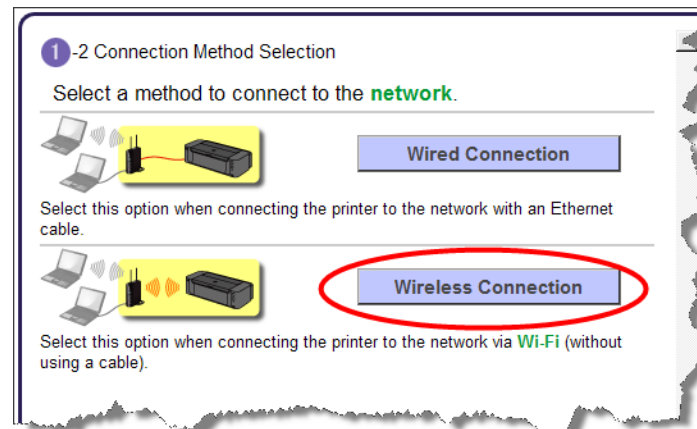 1-2 Connection Method Selection
Select a method to connect to the network.
Wired Connection
Select this option when connecting the printer to the network with an Ethernet
cable.
Wireless Connection
Select this option when connecting the printer to the network via Wi-Fi (without
using a cable).